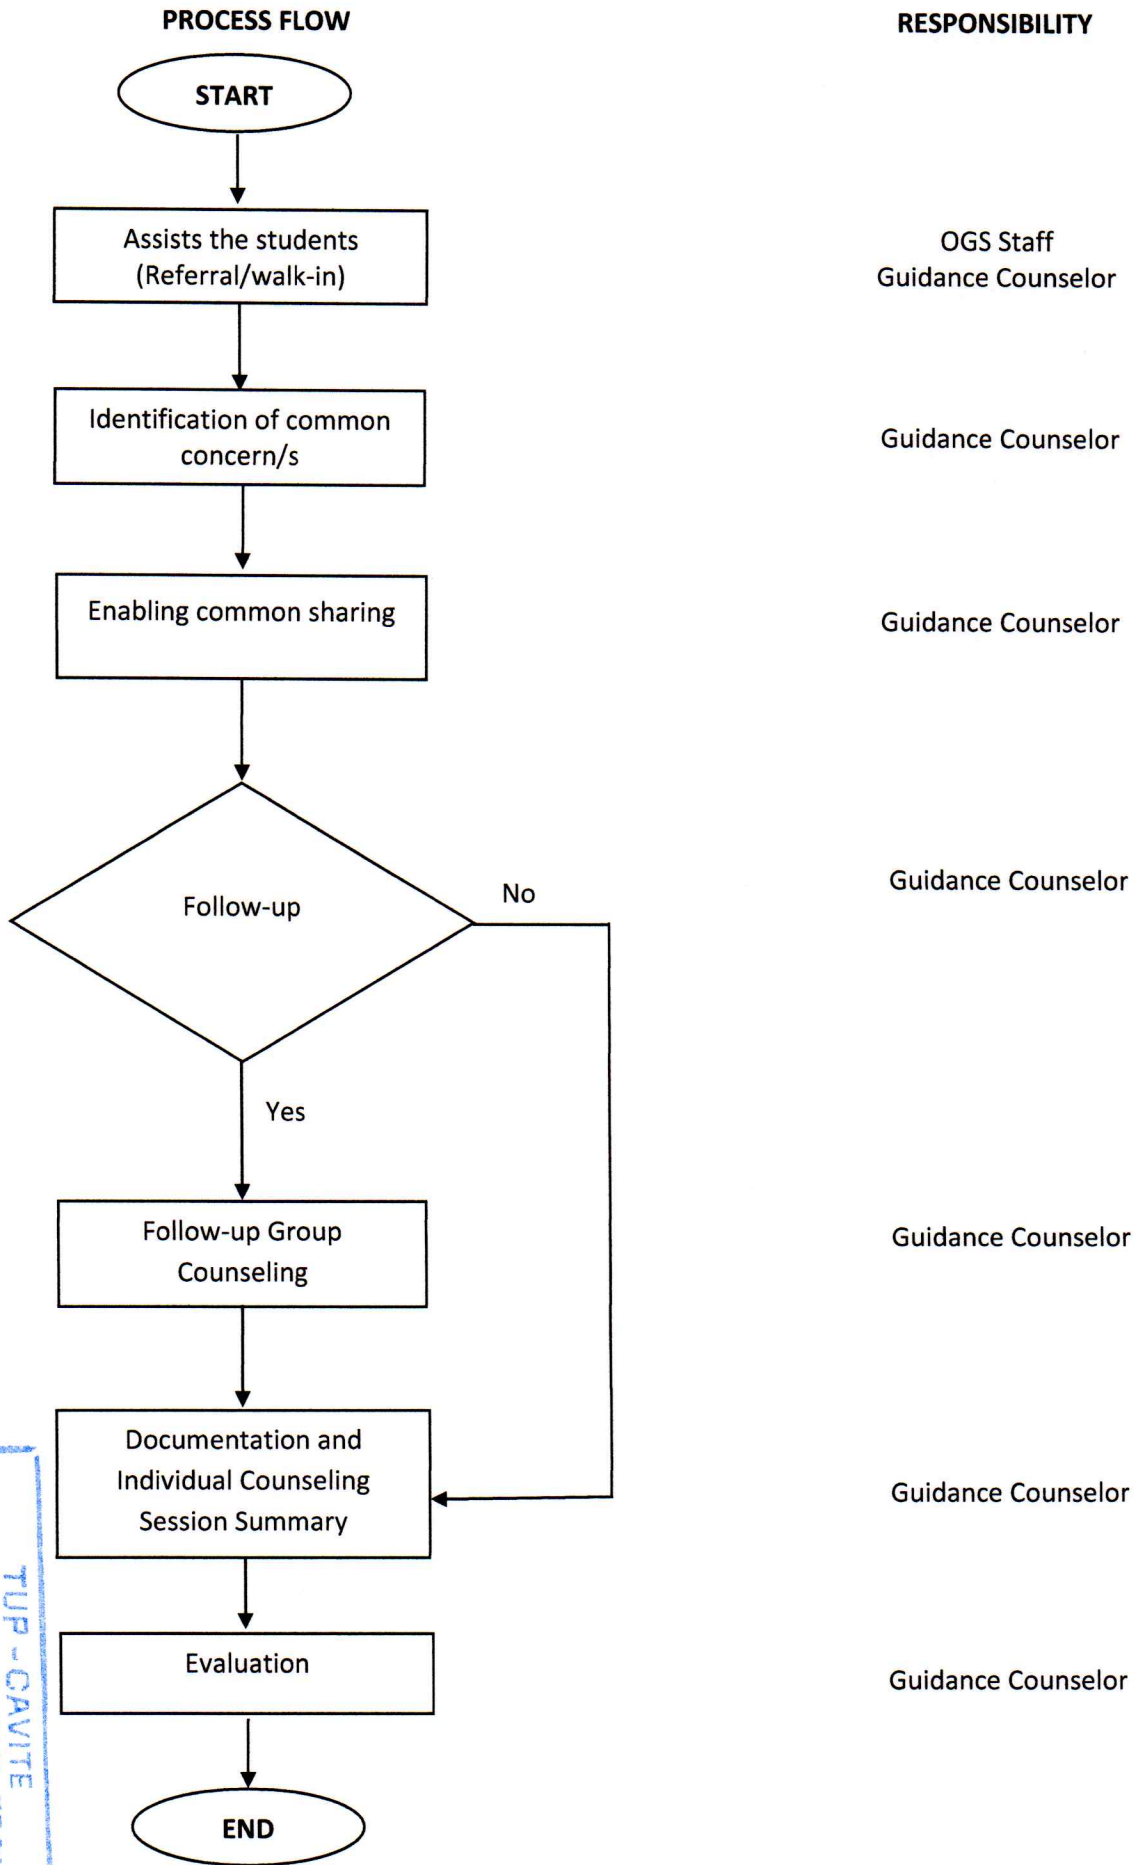 PROCESS FLOW
RESPONSIBILITY
START
Assists the students
(Referral/walk-in)
OGS Staff
Guidance Counselor
Identification of common
concern/s
Guidance Counselor
Enabling common sharing
Guidance Counselor
Follow-up
No
Guidance Counselor
Yes
Follow-up Group
Counseling
Guidance Counselor
Documentation and
Individual Counseling
Session Summary
Guidance Counselor
Evaluation
Guidance Counselor
END
TUP - CAVITE